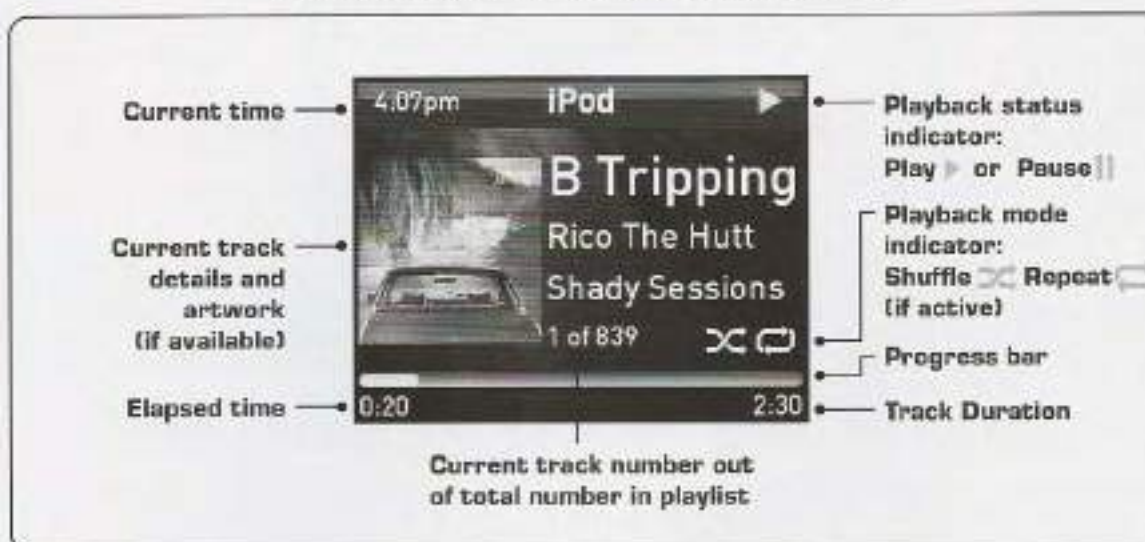 Current time
4.07pm
iPod
Playback status
indicator:
Play or Pause
B Tripping
Rico The Hutt
Shady Sessions
1 of 839
Current track
details and
artwork
(if available)
Playback mode
indicator:
Shuffle Repeat
(if active)
Progress bar
Elapsed time
0:20
2:30
Track Duration
Current track number out
of total number in playlist